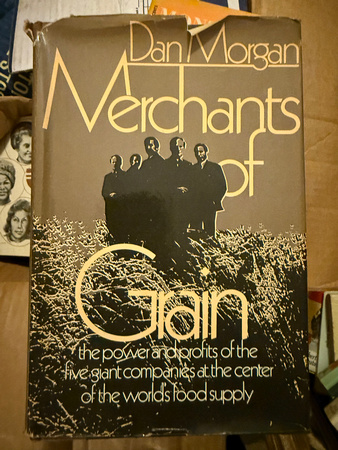 Dan Morgan
Merchants
of
Grain
the power and profits of the
five giant companies at the center
of the world's food supply